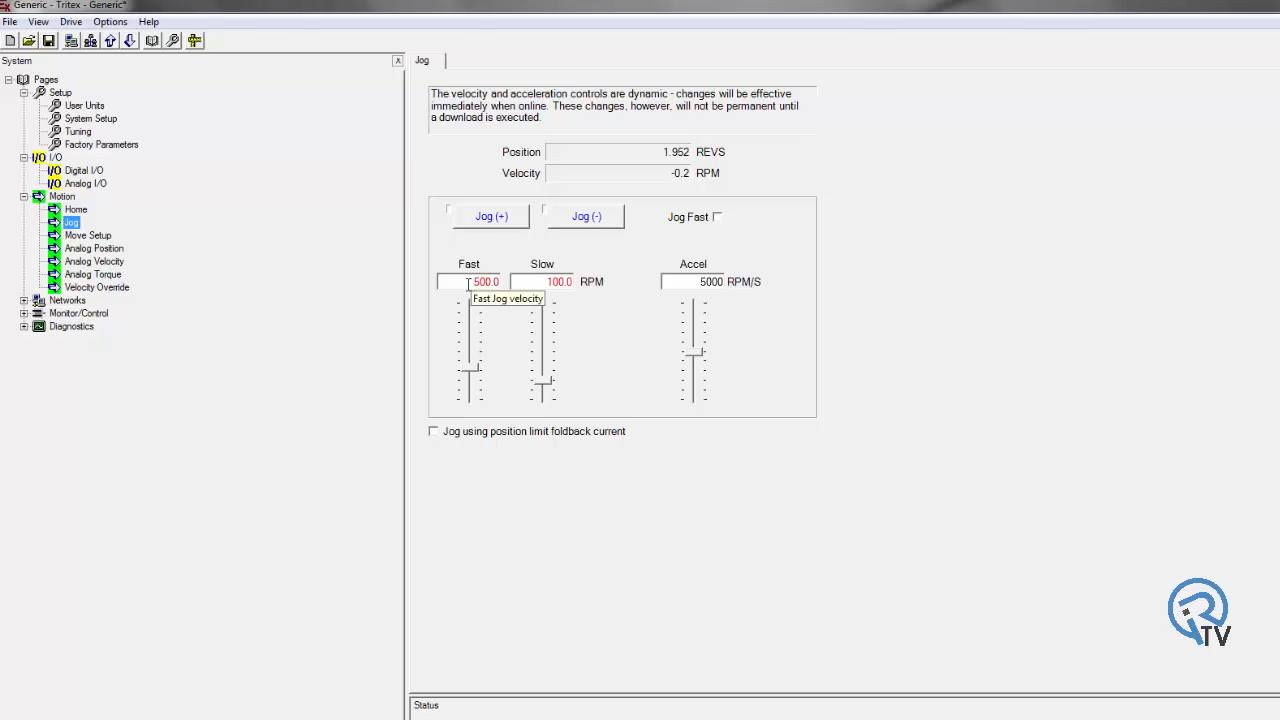 Generic - Tritex - Generic*
File View Drive Options Help
System
X
Pages
Setup
User Units
System Setup
Tuning
Factory Parameters
I/O I/O
I/O Digital I/O
I/O Analog I/O
Motion
Home
Jog
Move Setup
Analog Position
Analog Velocity
Analog Torque
Velocity Override
Networks
Monitor/Control
Diagnostics
Jog
The velocity and acceleration controls are dynamic - changes will be effective
immediately when online. These changes, however, will not be permanent until
a download is executed.
Position 1.952 REVS
Velocity -0.2 RPM
Jog (+) Jog (-) Jog Fast
Fast Slow Accel
500.0 100.0 RPM 5000 RPM/S
Fast Jog velocity
Jog using position limit foldback current
TV
Status